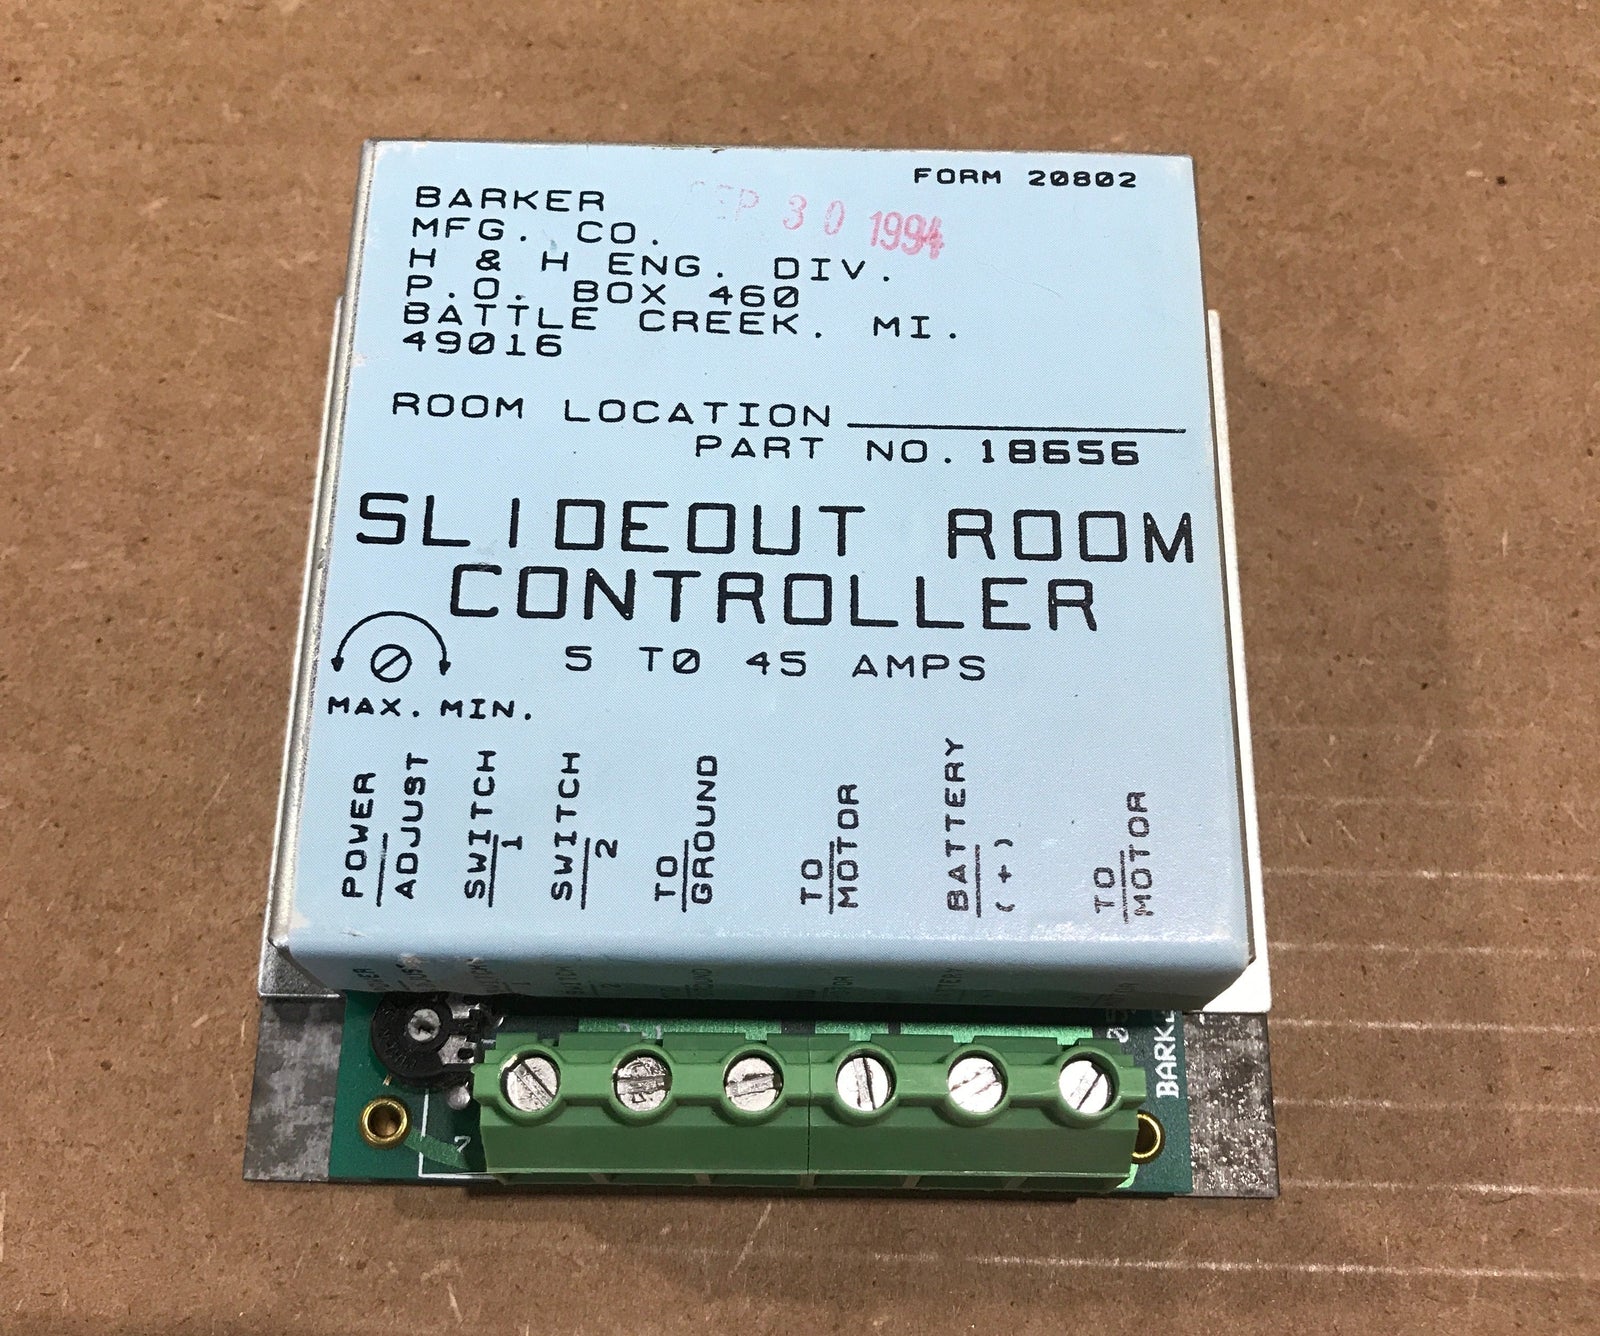 FORM 20802
BARKER
MFG. CO.
H & H ENG. DIV.
P.O. BOX 460
BATTLE CREEK. MI.
49016
SEP 30 1994
ROOM LOCATION
PART NO. 18656
SLIDEOUT ROOM
CONTROLLER
5 TO 45 AMPS
MAX. MIN.
POWER
ADJUST
SWITCH
1
SWITCH
2
TO
GROUND
TO
MOTOR
BATTERY
(+)
TO
MOTOR
7